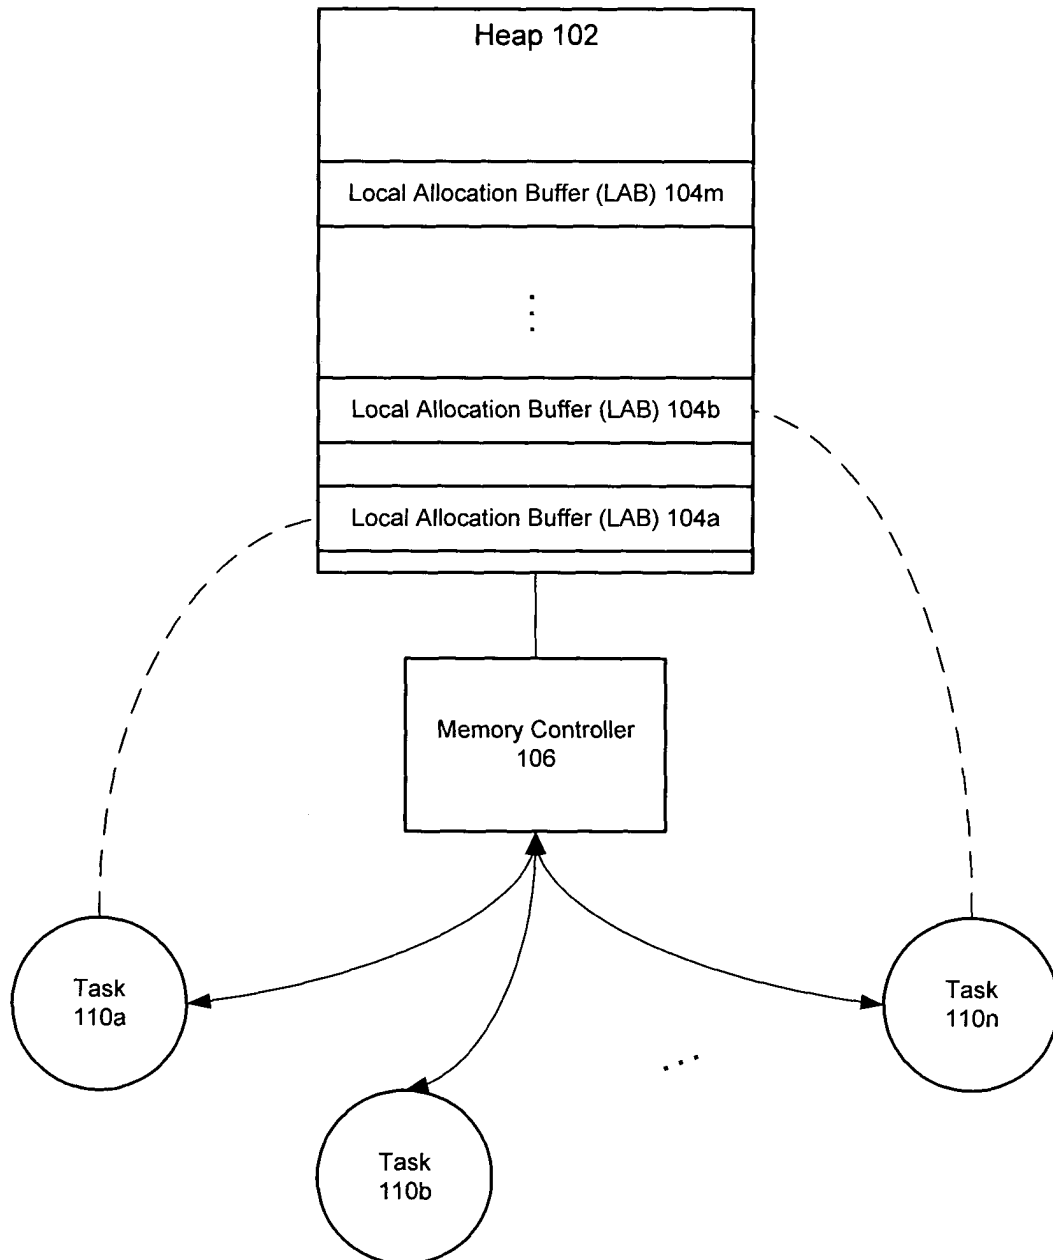 Heap 102
Local Allocation Buffer (LAB) 104m
Local Allocation Buffer (LAB) 104b
Local Allocation Buffer (LAB) 104a
Memory Controller
106
Task
110a
Task
110n
Task
110b